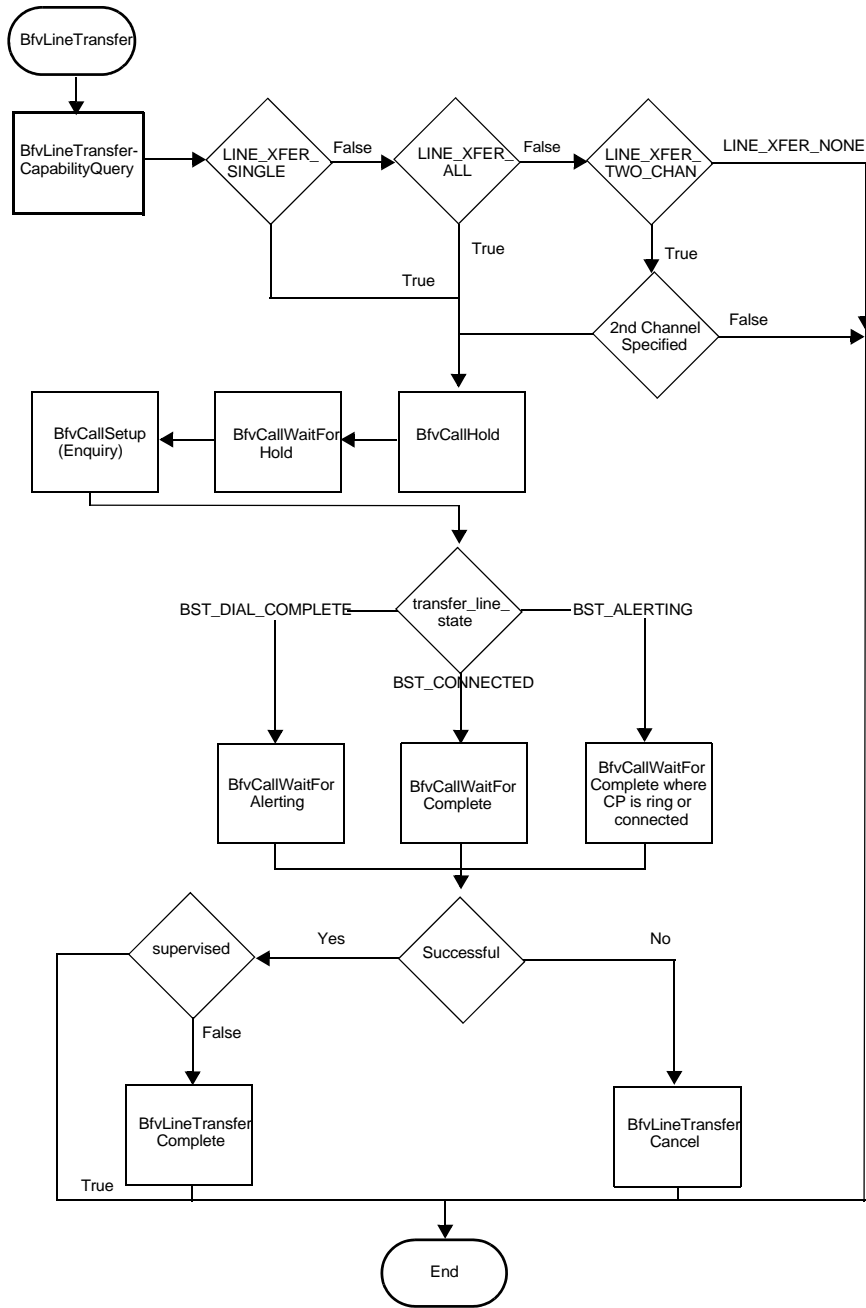 BfvLineTransfer
BfvLineTransfer-
CapabilityQuery
LINE_XFER_
SINGLE
False
LINE_XFER_
ALL
False
LINE_XFER_
TWO_CHAN
LINE_XFER_NONE
True
True
True
2nd Channel
Specified
False
BfvCallSetup
(Enquiry)
BfvCallWaitFor
Hold
BfvCallHold
transfer_line_
state
BST_DIAL_COMPLETE
BST_ALERTING
BST_CONNECTED
BfvCallWaitFor
Alerting
BfvCallWaitFor
Complete
BfvCallWaitFor
Complete where
CP is ring or
connected
supervised
Yes
Successful
No
False
BfvLineTransfer
Complete
BfvLineTransfer
Cancel
True
End